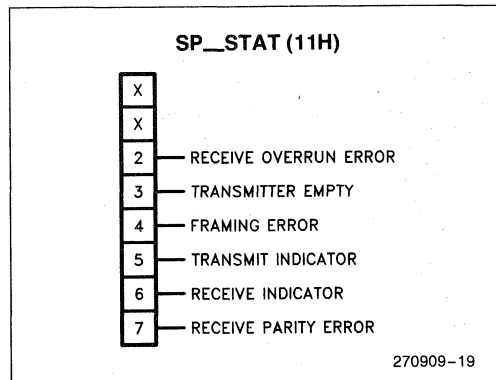 SP__STAT (11H)
X
X
2 RECEIVE OVERRUN ERROR
3 TRANSMITTER EMPTY
4 FRAMING ERROR
5 TRANSMIT INDICATOR
6 RECEIVE INDICATOR
7 RECEIVE PARITY ERROR
270909-19